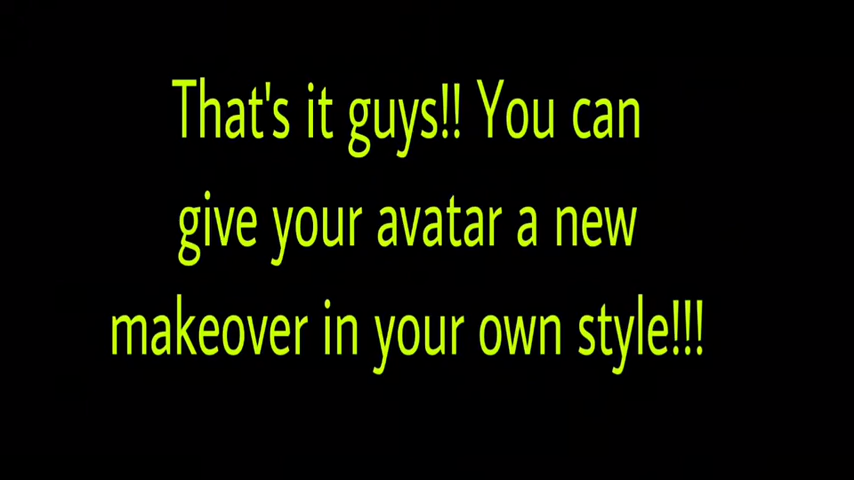 That's it guys!! You can
give your avatar a new
makeover in your own style!!!